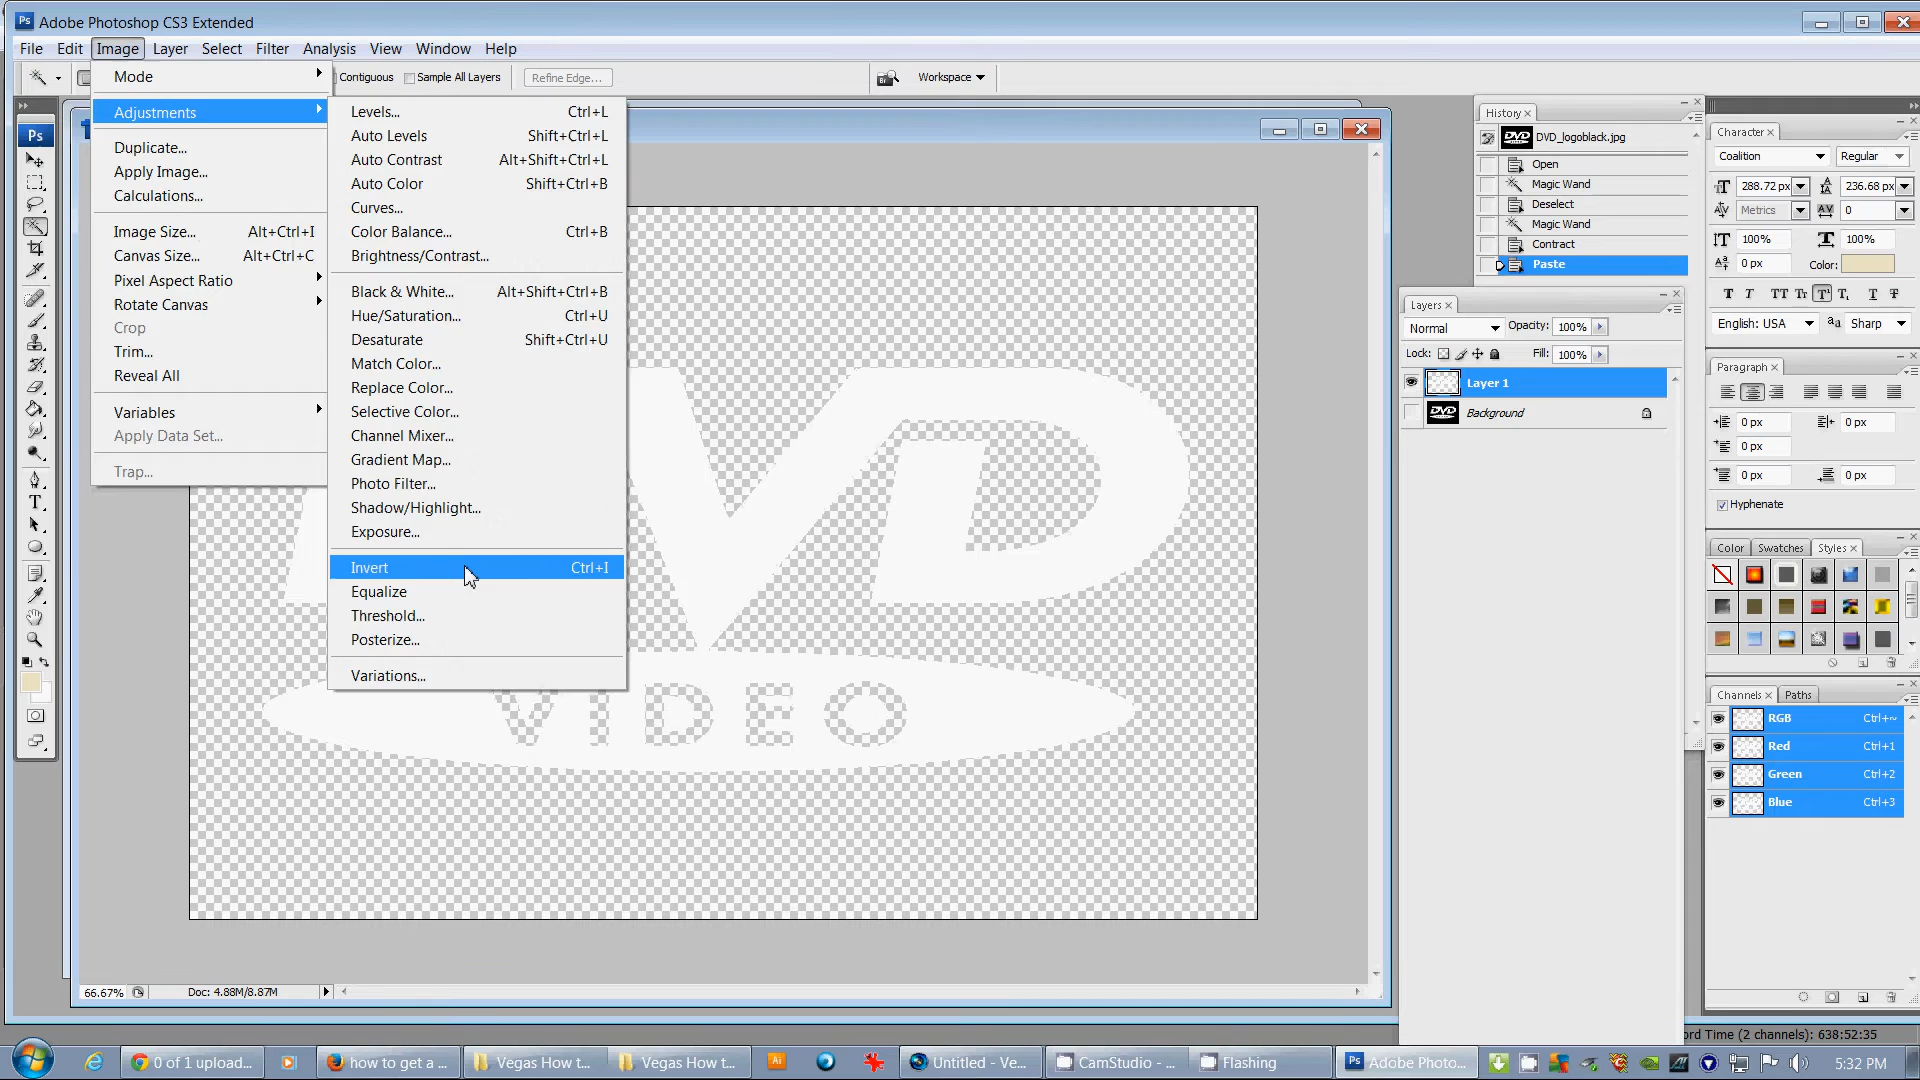 Ps Adobe Photoshop CS3 Extended
File Edit Image Layer Select Filter Analysis View Window Help
Contiguous Sample All Layers Refine Edge... Br Workspace
Mode
Adjustments
Duplicate...
Apply Image...
Calculations...
Image Size... Alt+Ctrl+I
Canvas Size... Alt+Ctrl+C
Pixel Aspect Ratio
Rotate Canvas
Crop
Trim...
Reveal All
Variables
Apply Data Set...
Trap...
Levels... Ctrl+L
Auto Levels Shift+Ctrl+L
Auto Contrast Alt+Shift+Ctrl+L
Auto Color Shift+Ctrl+B
Curves...
Color Balance... Ctrl+B
Brightness/Contrast...
Black & White... Alt+Shift+Ctrl+B
Hue/Saturation... Ctrl+U
Desaturate Shift+Ctrl+U
Match Color...
Replace Color...
Selective Color...
Channel Mixer...
Gradient Map...
Photo Filter...
Shadow/Highlight...
Exposure...
Invert Ctrl+I
Equalize
Threshold...
Posterize...
Variations...
Ps
VD
VIDEO
66.67% Doc: 4.88M/8.87M
History
DVD DVD_logoblack.jpg
Open
Magic Wand
Deselect
Magic Wand
Contract
Paste
Layers
Normal Opacity: 100%
Lock: Fill: 100%
Layer 1
DVD Background
Character
Coalition Regular
288.72 px 236.68 px
Metrics 0
100% 100%
0 px Color:
English: USA Sharp
Paragraph
0 px 0 px
0 px
0 px 0 px
Hyphenate
Color Swatches Styles
Channels Paths
RGB Ctrl+~
Red Ctrl+1
Green Ctrl+2
Blue Ctrl+3
ord Time (2 channels): 638:52:35
0 of 1 upload... how to get a ... Vegas How t... Vegas How t... Ai Untitled - Ve... CamStudio - ... Flashing Ps Adobe Photo... 5:32 PM